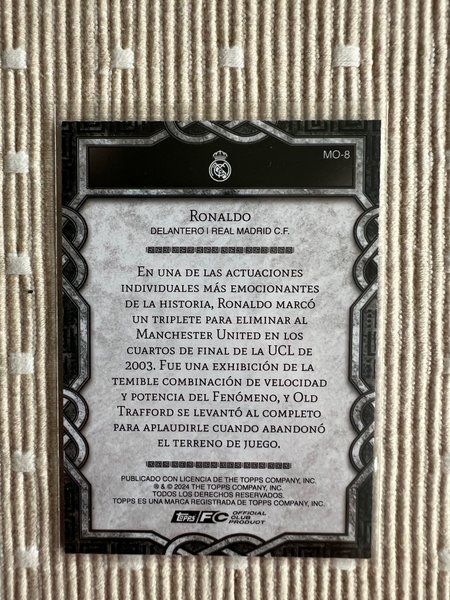 MO-8
Ronaldo
DELANTERO | REAL MADRID C.F.
En una de las actuaciones
individuales más emocionantes
de la historia, Ronaldo marcó
un triplete para eliminar al
Manchester United en los
cuartos de final de la UCL de
2003. Fue una exhibición de la
temible combinación de velocidad
y potencia del Fenómeno, y Old
Trafford se levantó al completo
para aplaudirle cuando abandonó
el terreno de juego.
PUBLICADO CON LICENCIA DE THE TOPPS COMPANY, INC.
® & © 2024 THE TOPPS COMPANY, INC.
TODOS LOS DERECHOS RESERVADOS.
TOPPS ES UNA MARCA REGISTRADA DE TOPPS COMPANY, INC.
TOPPS FC OFFICIAL
CLUB
PRODUCT